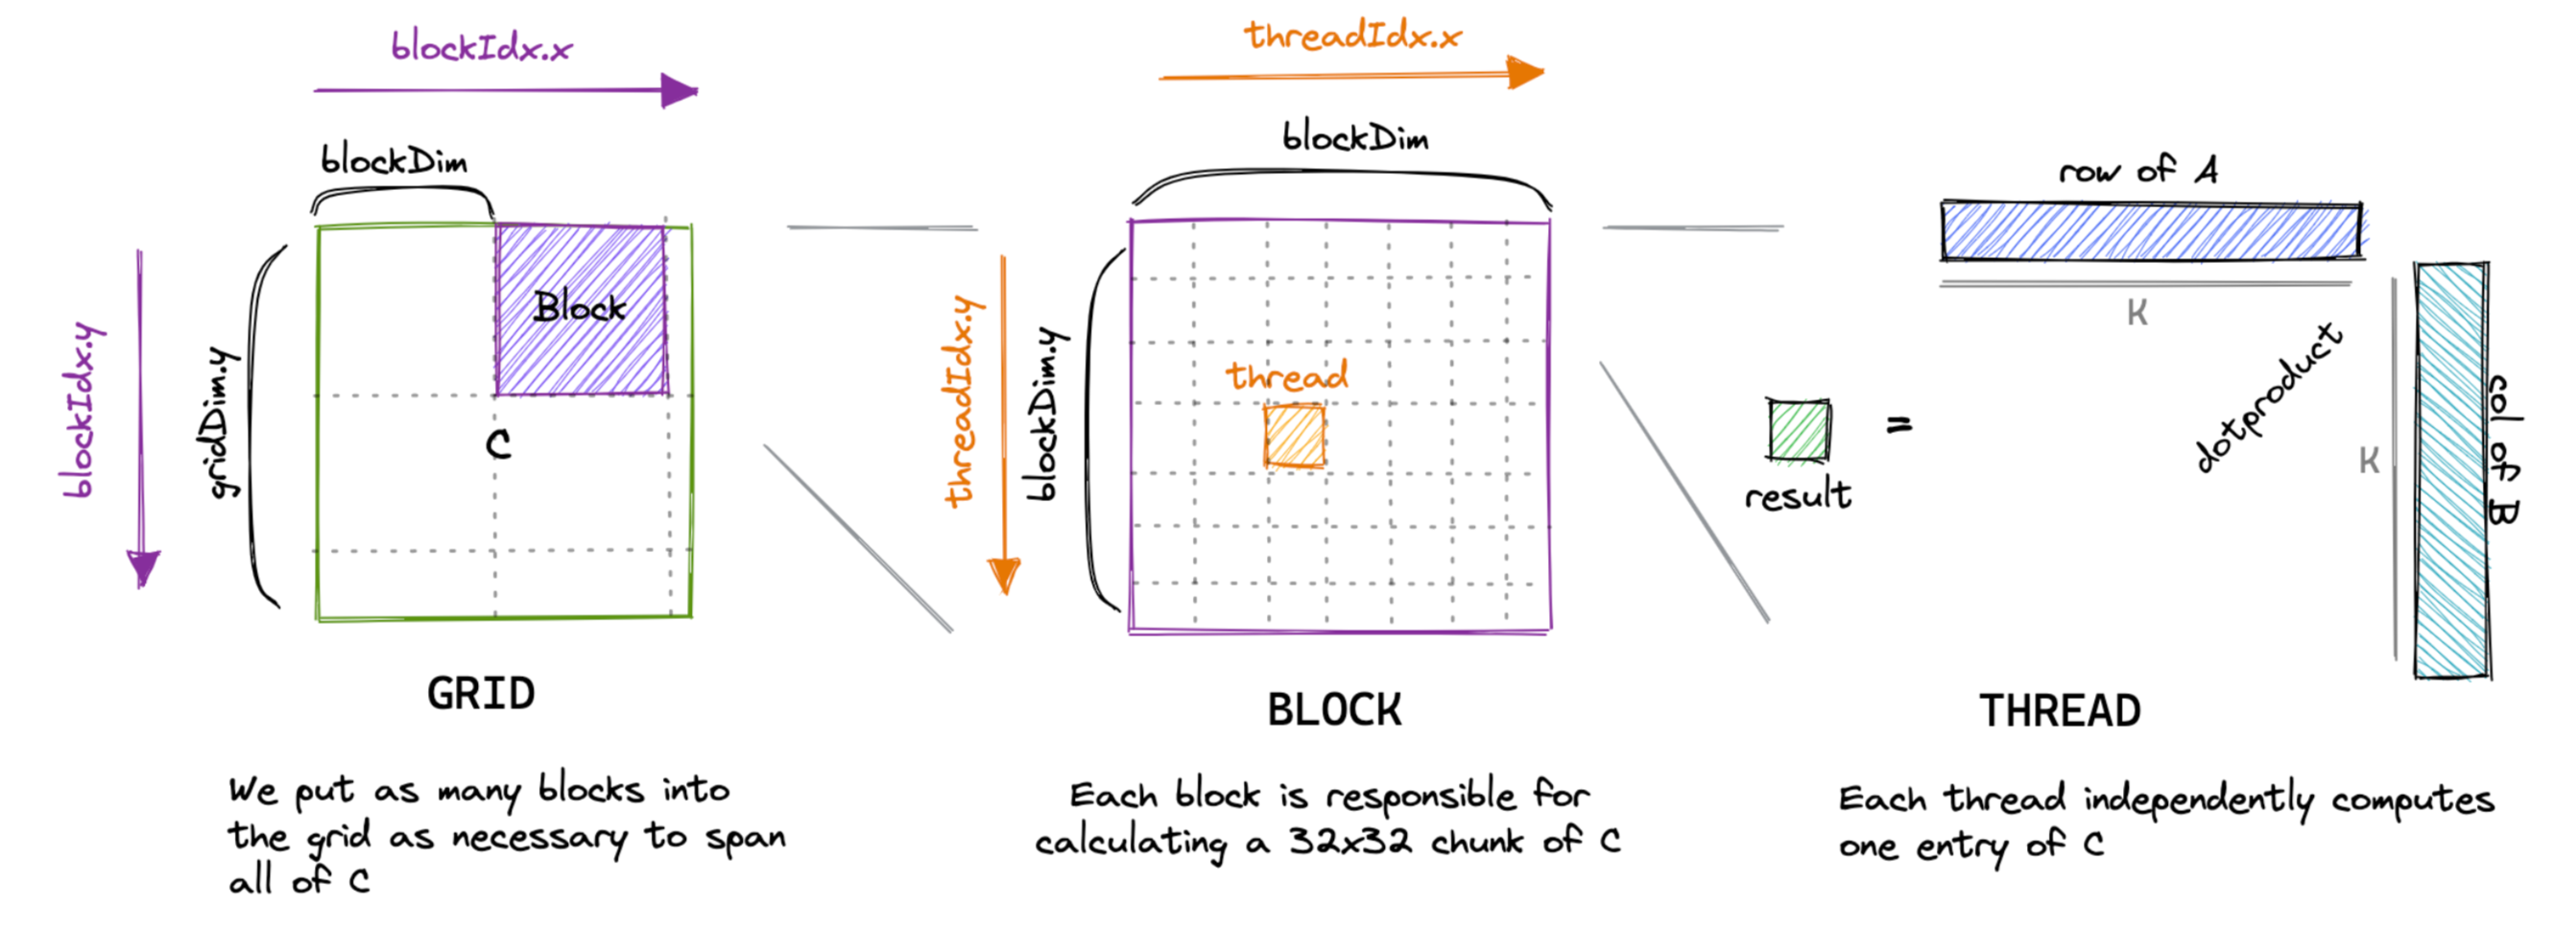 blockIdx.x
blockDim
blockIdx.y
gridDim.y
Block
C
GRID
We put as many blocks into
the grid as necessary to span
all of C
threadIdx.x
blockDim
threadIdx.y
blockDim.y
thread
BLOCK
Each block is responsible for
calculating a 32x32 chunk of C
row of A
K
dotproduct
K
col of B
=
result
THREAD
Each thread independently computes
one entry of C